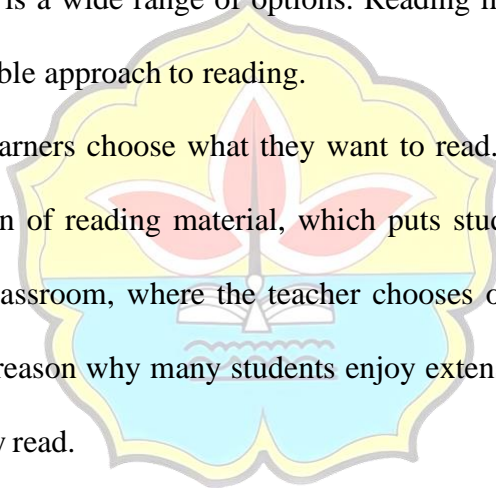 is a wide range of options. Reading
ble approach to reading.
arners choose what they want to read.
n of reading material, which puts stud
assroom, where the teacher chooses
reason why many students enjoy exten
read.